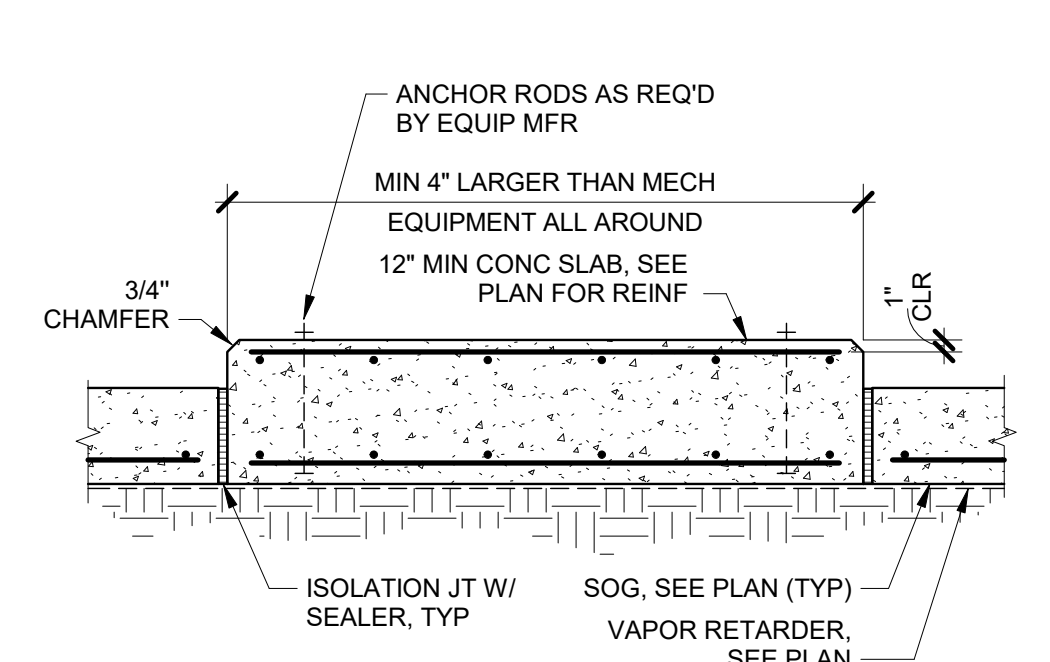 ANCHOR RODS AS REQ'D
BY EQUIP MFR
MIN 4" LARGER THAN MECH
EQUIPMENT ALL AROUND
12" MIN CONC SLAB, SEE
PLAN FOR REINF
3/4"
CHAMFER
1"
CLR
ISOLATION JT W/
SEALER, TYP
SOG, SEE PLAN (TYP)
VAPOR RETARDER,
SEE PLAN